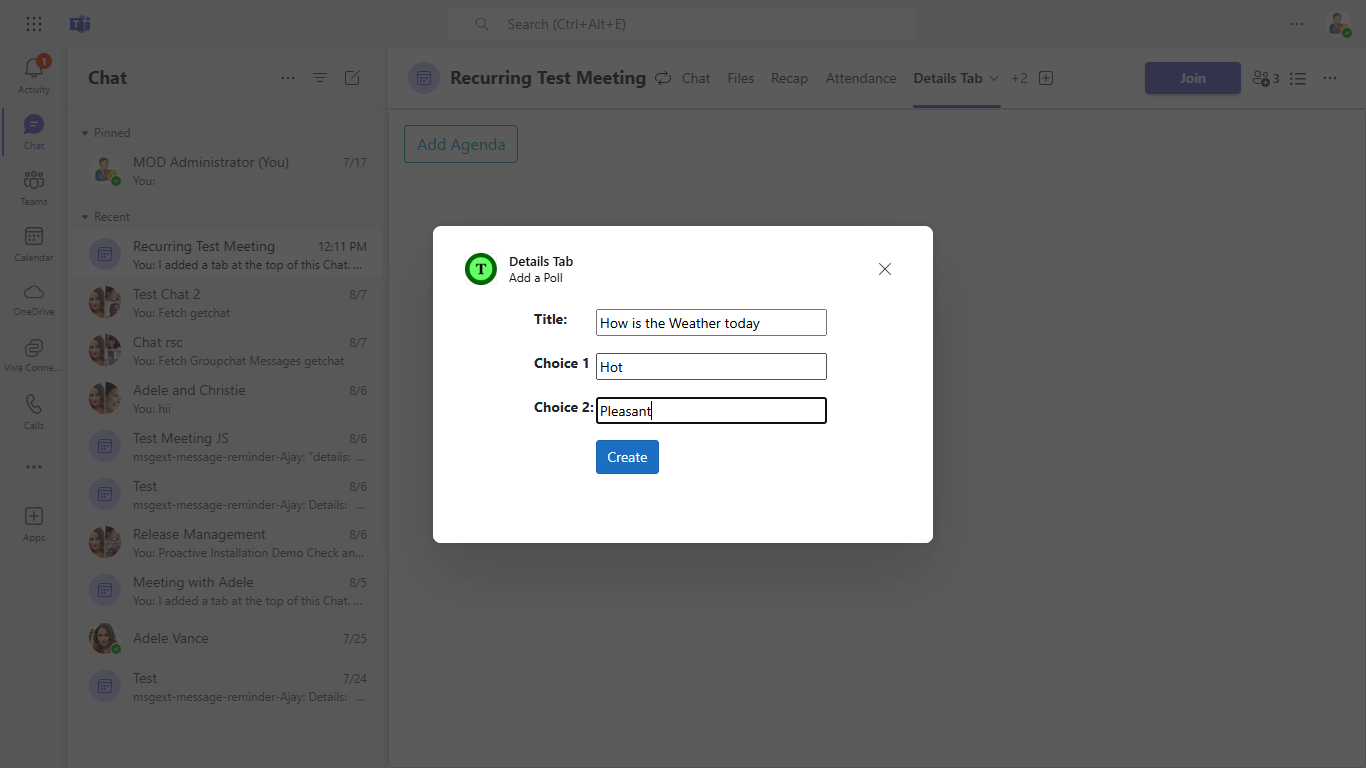 Search (Ctrl+Alt+E)
1
Activity
Chat
Teams
Calendar
OneDrive
Viva Conne...
Calls
Apps
Chat
Pinned
MOD Administrator (You) 7/17
You:
Recent
Recurring Test Meeting 12:11 PM
You: I added a tab at the top of this Chat. ...
Test Chat 2 8/7
You: Fetch getchat
Chat rsc 8/7
You: Fetch Groupchat Messages getchat
Adele and Christie 8/6
You: hii
Test Meeting JS 8/6
msgext-message-reminder-Ajay: "details: ...
Test 8/6
msgext-message-reminder-Ajay: Details: ...
Release Management 8/6
You: Proactive Installation Demo Check an...
Meeting with Adele 8/5
You: I added a tab at the top of this Chat. ...
Adele Vance 7/25
Test 7/24
msgext-message-reminder-Ajay: Details: ...
Recurring Test Meeting Chat Files Recap Attendance Details Tab +2 Join 3
Add Agenda
T
Details Tab
Add a Poll
Title: How is the Weather today
Choice 1 Hot
Choice 2: Pleasant
Create